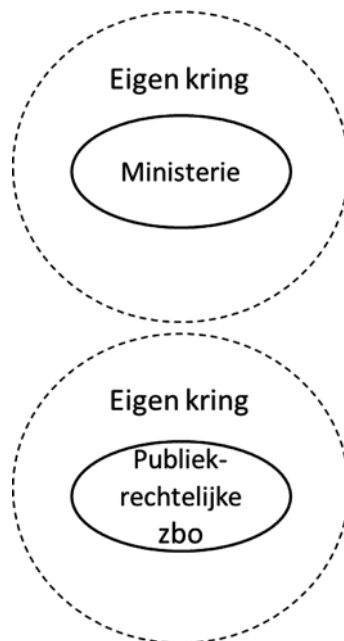 Eigen kring
Ministerie
Eigen kring
Publiek-
rechtelijke
zbo